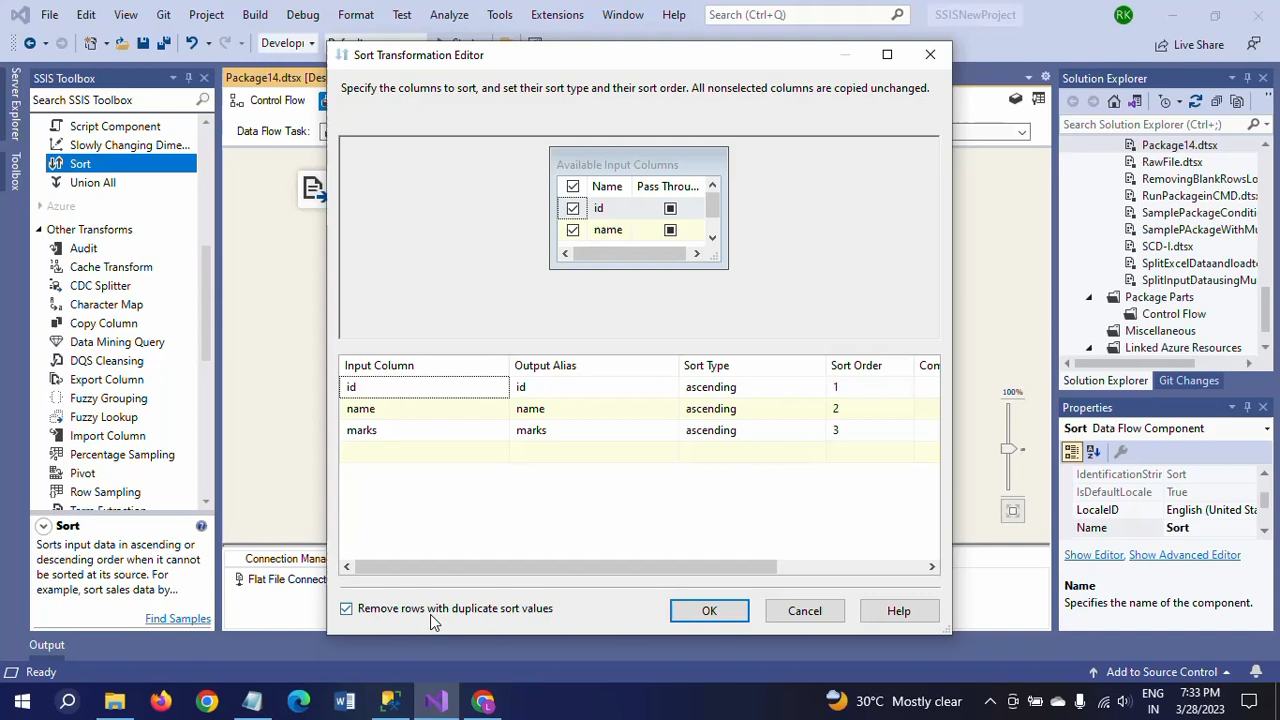 File Edit View Git Project Build Debug Format Test Analyze Tools Extensions Window Help Search (Ctrl+Q) SSISNewProject RK
Developi Live Share
Server Explorer
Toolbox
SSIS Toolbox
Search SSIS Toolbox
Script Component
Slowly Changing Dime...
Sort
Union All
Azure
Other Transforms
Audit
Cache Transform
CDC Splitter
Character Map
Copy Column
Data Mining Query
DQS Cleansing
Export Column
Fuzzy Grouping
Fuzzy Lookup
Import Column
Percentage Sampling
Pivot
Row Sampling
Sort
Sorts input data in ascending or
descending order when it cannot
be sorted at its source. For
example, sort sales data by...
Find Samples
Package14.dtsx [Des
Control Flow
Data Flow Task:
100%
Connection Mana
Flat File Connect
Sort Transformation Editor
Specify the columns to sort, and set their sort type and their sort order. All nonselected columns are copied unchanged.
Available Input Columns
Name Pass Throu...
id
name
Input Column Output Alias Sort Type Sort Order Com
id id ascending 1
name name ascending 2
marks marks ascending 3
Remove rows with duplicate sort values
OK Cancel Help
Solution Explorer
Search Solution Explorer
Package14.dtsx
RawFile.dtsx
RemovingBlankRowsLo
RunPackageinCMD.dtsx
SamplePackageConditi
SamplePAckageWithMu
SCD-I.dtsx
SplitExcelDataandloadto
SplitInputDatausingMu
Package Parts
Control Flow
Miscellaneous
Linked Azure Resources
Solution Explorer Git Changes
Properties
Sort Data Flow Component
IdentificationStrin Sort
IsDefaultLocale True
LocaleID English (United Sta
Name Sort
Show Editor, Show Advanced Editor
Name
Specifies the name of the component.
Output
Ready
Add to Source Control
30°C Mostly clear
ENG
IN
7:33 PM
3/28/2023